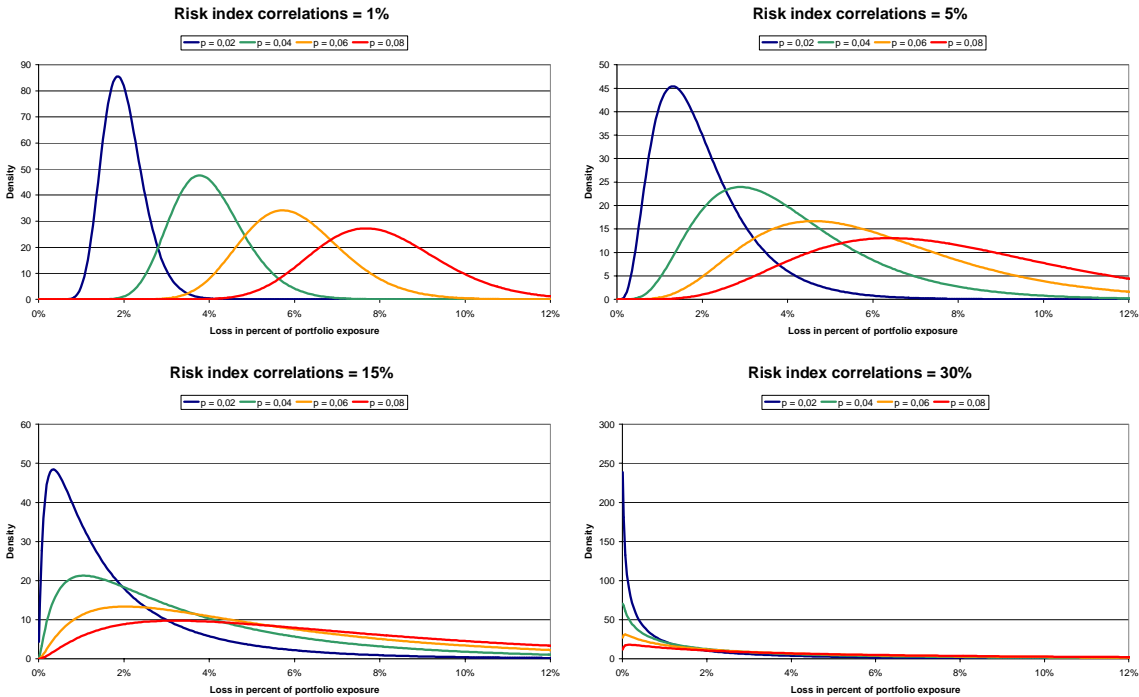 Risk index correlations = 1%
p = 0,02 p = 0,04 p = 0,06 p = 0,08
90
80
70
60
50
40
30
20
10
0
Density
0% 2% 4% 6% 8% 10% 12%
Loss in percent of portfolio exposure
Risk index correlations = 5%
p = 0,02 p = 0,04 p = 0,06 p = 0,08
50
45
40
35
30
25
20
15
10
5
0
Density
0% 2% 4% 6% 8% 10% 12%
Loss in percent of portfolio exposure
Risk index correlations = 15%
p = 0,02 p = 0,04 p = 0,06 p = 0,08
60
50
40
30
20
10
0
Density
0% 2% 4% 6% 8% 10% 12%
Loss in percent of portfolio exposure
Risk index correlations = 30%
p = 0,02 p = 0,04 p = 0,06 p = 0,08
300
250
200
150
100
50
0
Density
0% 2% 4% 6% 8% 10% 12%
Loss in percent of portfolio exposure